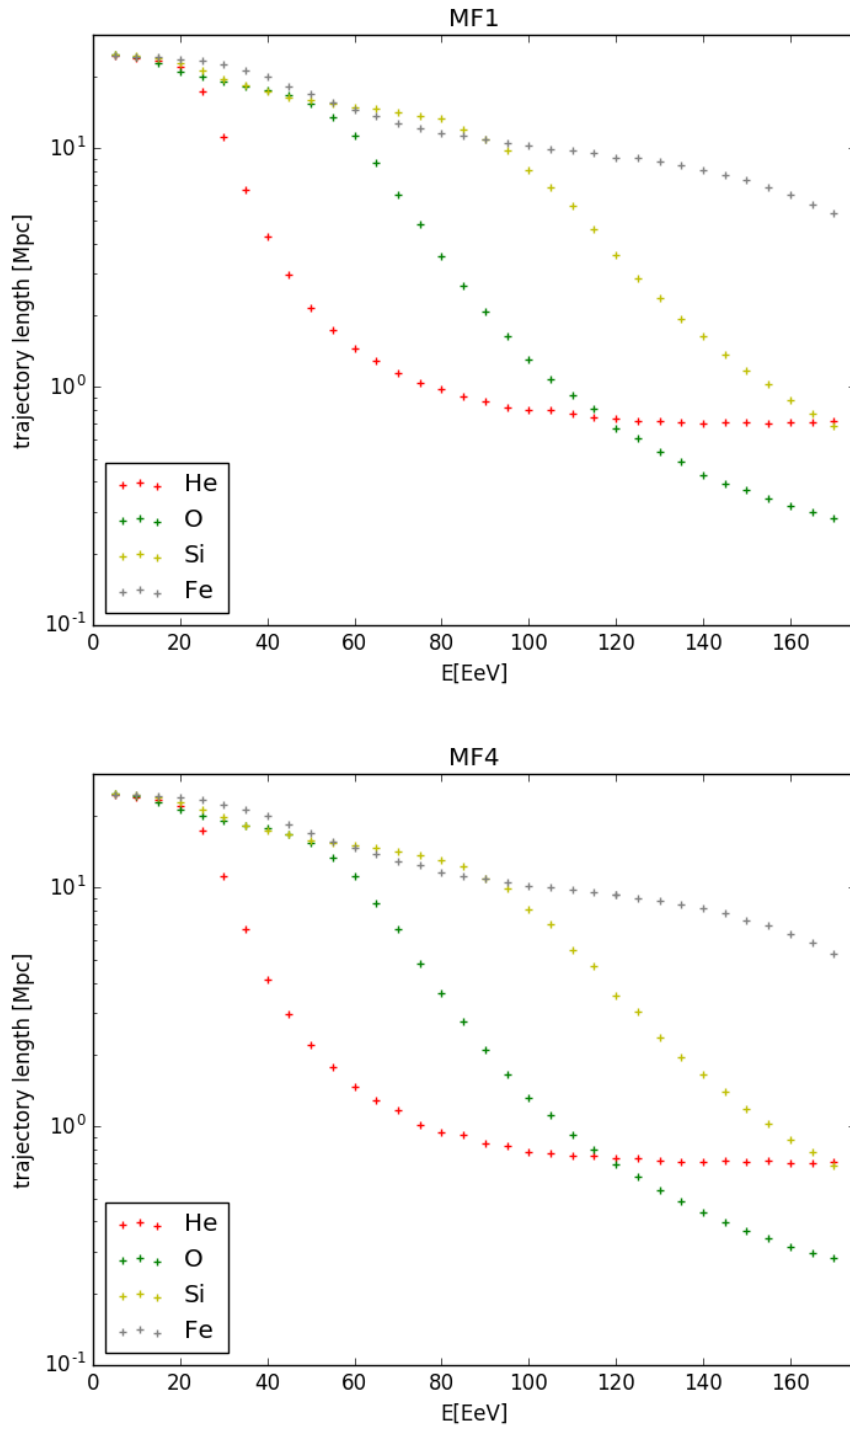 MF1
trajectory length [Mpc]
10^1
10^0
10^-1
He
O
Si
Fe
0 20 40 60 80 100 120 140 160
E[EeV]
MF4
trajectory length [Mpc]
10^1
10^0
10^-1
He
O
Si
Fe
0 20 40 60 80 100 120 140 160
E[EeV]